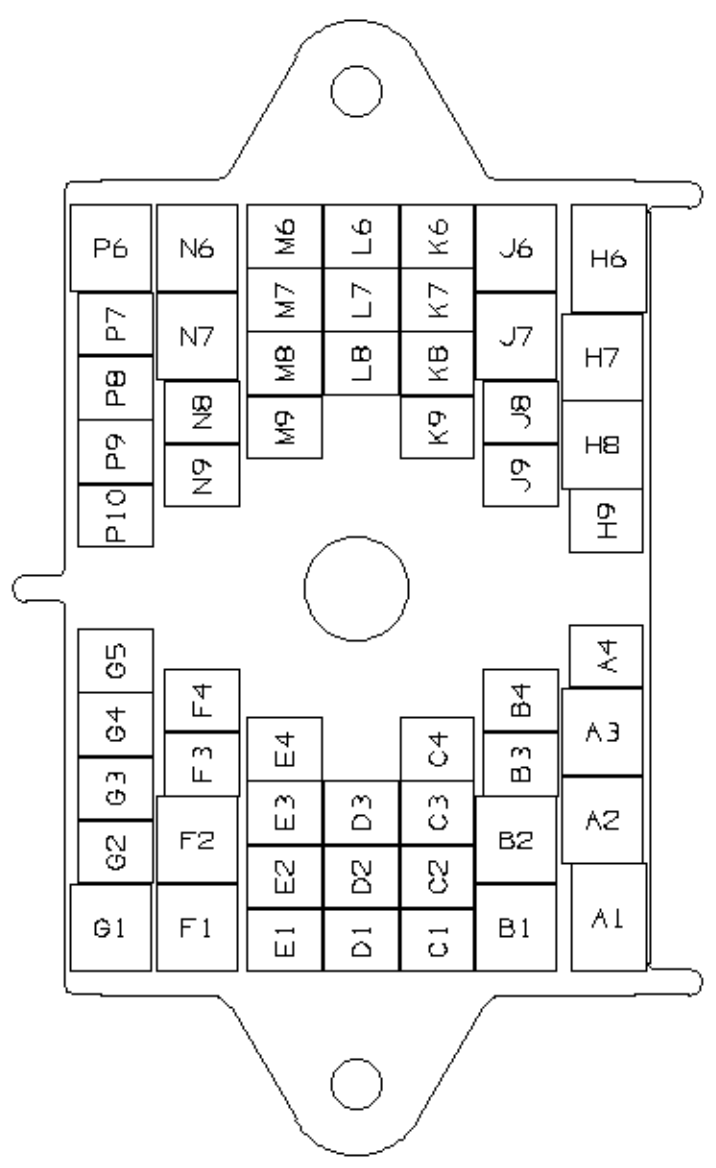 P6 N6 M6 L6 K6 J6 H6
P7 N7 M7 L7 K7 J7 H7
P8 N8 M8 L8 K8 J8 H8
P9 N9 M9 K9 J9 H9
P10
G5
G4 F4 E4 C4 B4 A4
G3 F3 E3 D3 C3 B3 A3
G2 F2 E2 D2 C2 B2 A2
G1 F1 E1 D1 C1 B1 A1